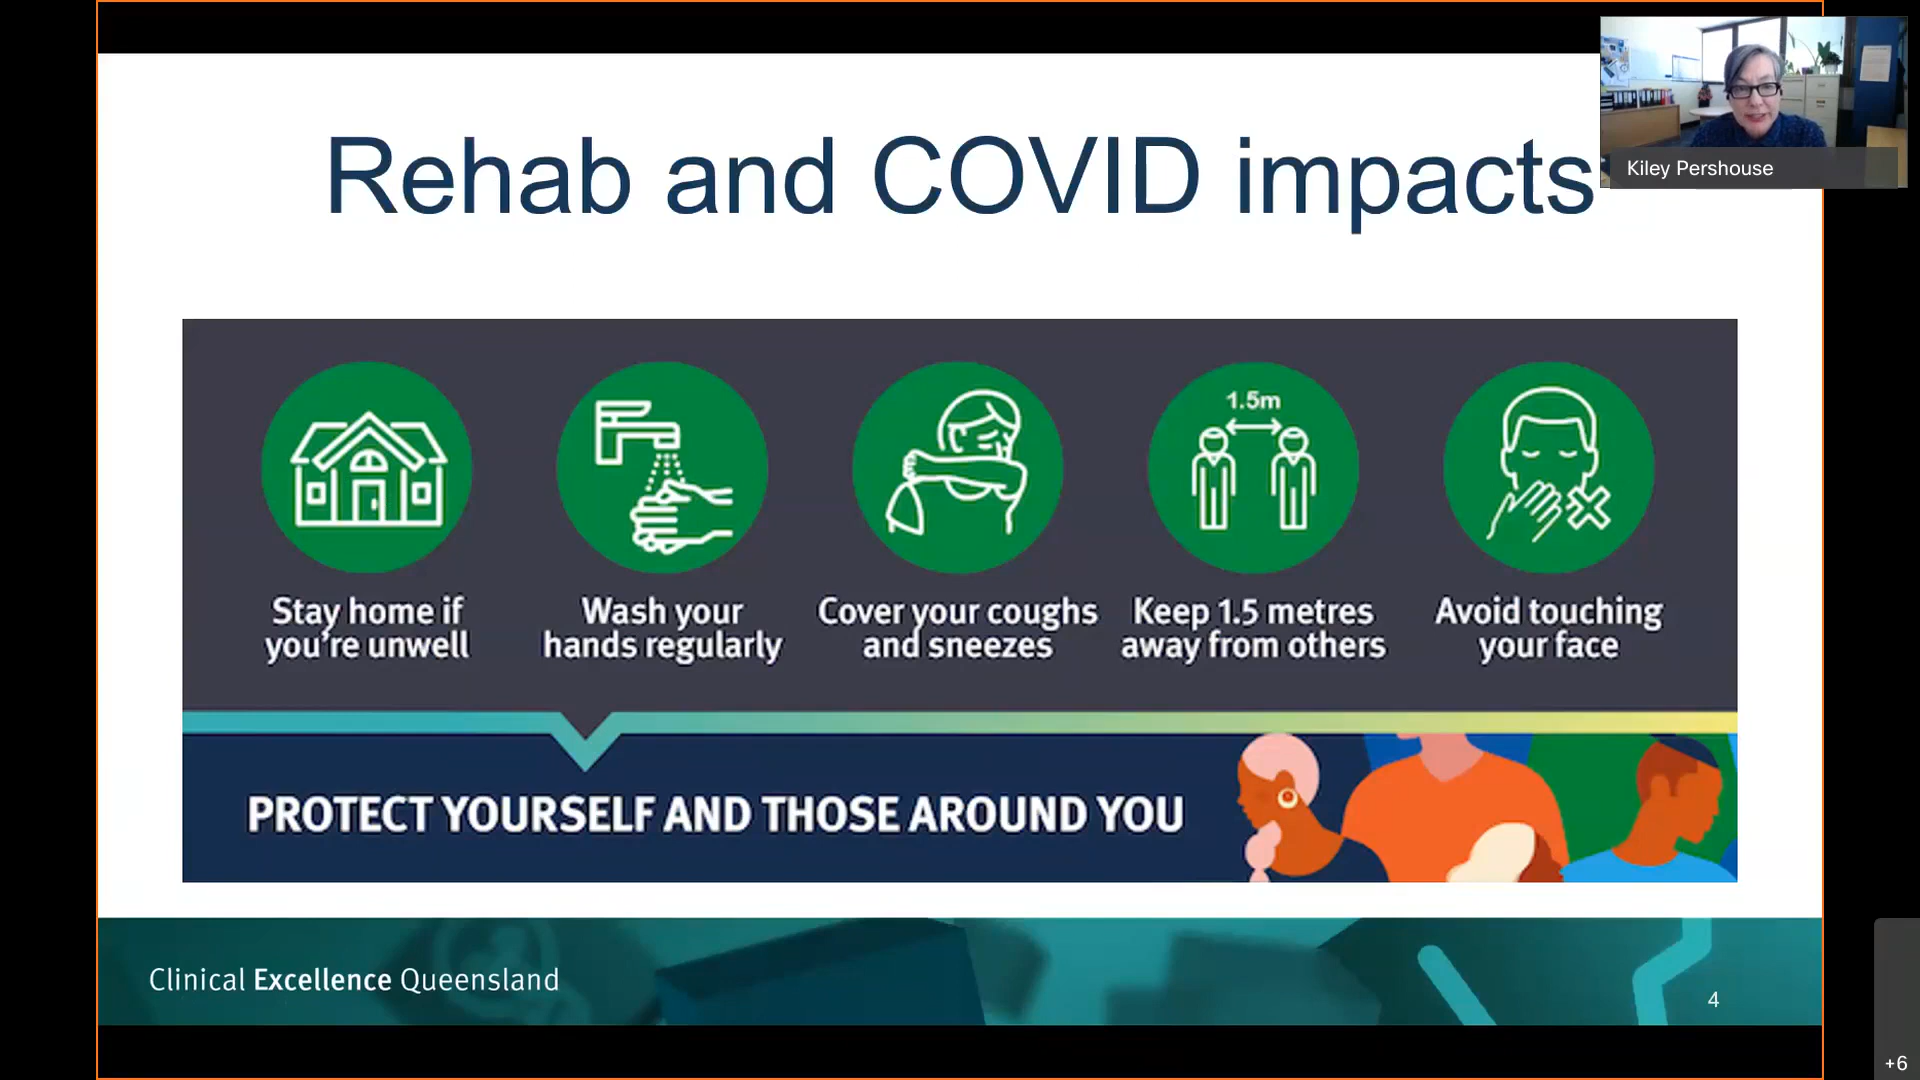 Rehab and COVID impacts
Kiley Pershouse
1.5m
Stay home if
you're unwell
Wash your
hands regularly
Cover your coughs
and sneezes
Keep 1.5 metres
away from others
Avoid touching
your face
PROTECT YOURSELF AND THOSE AROUND YOU
Clinical Excellence Queensland
4
+6